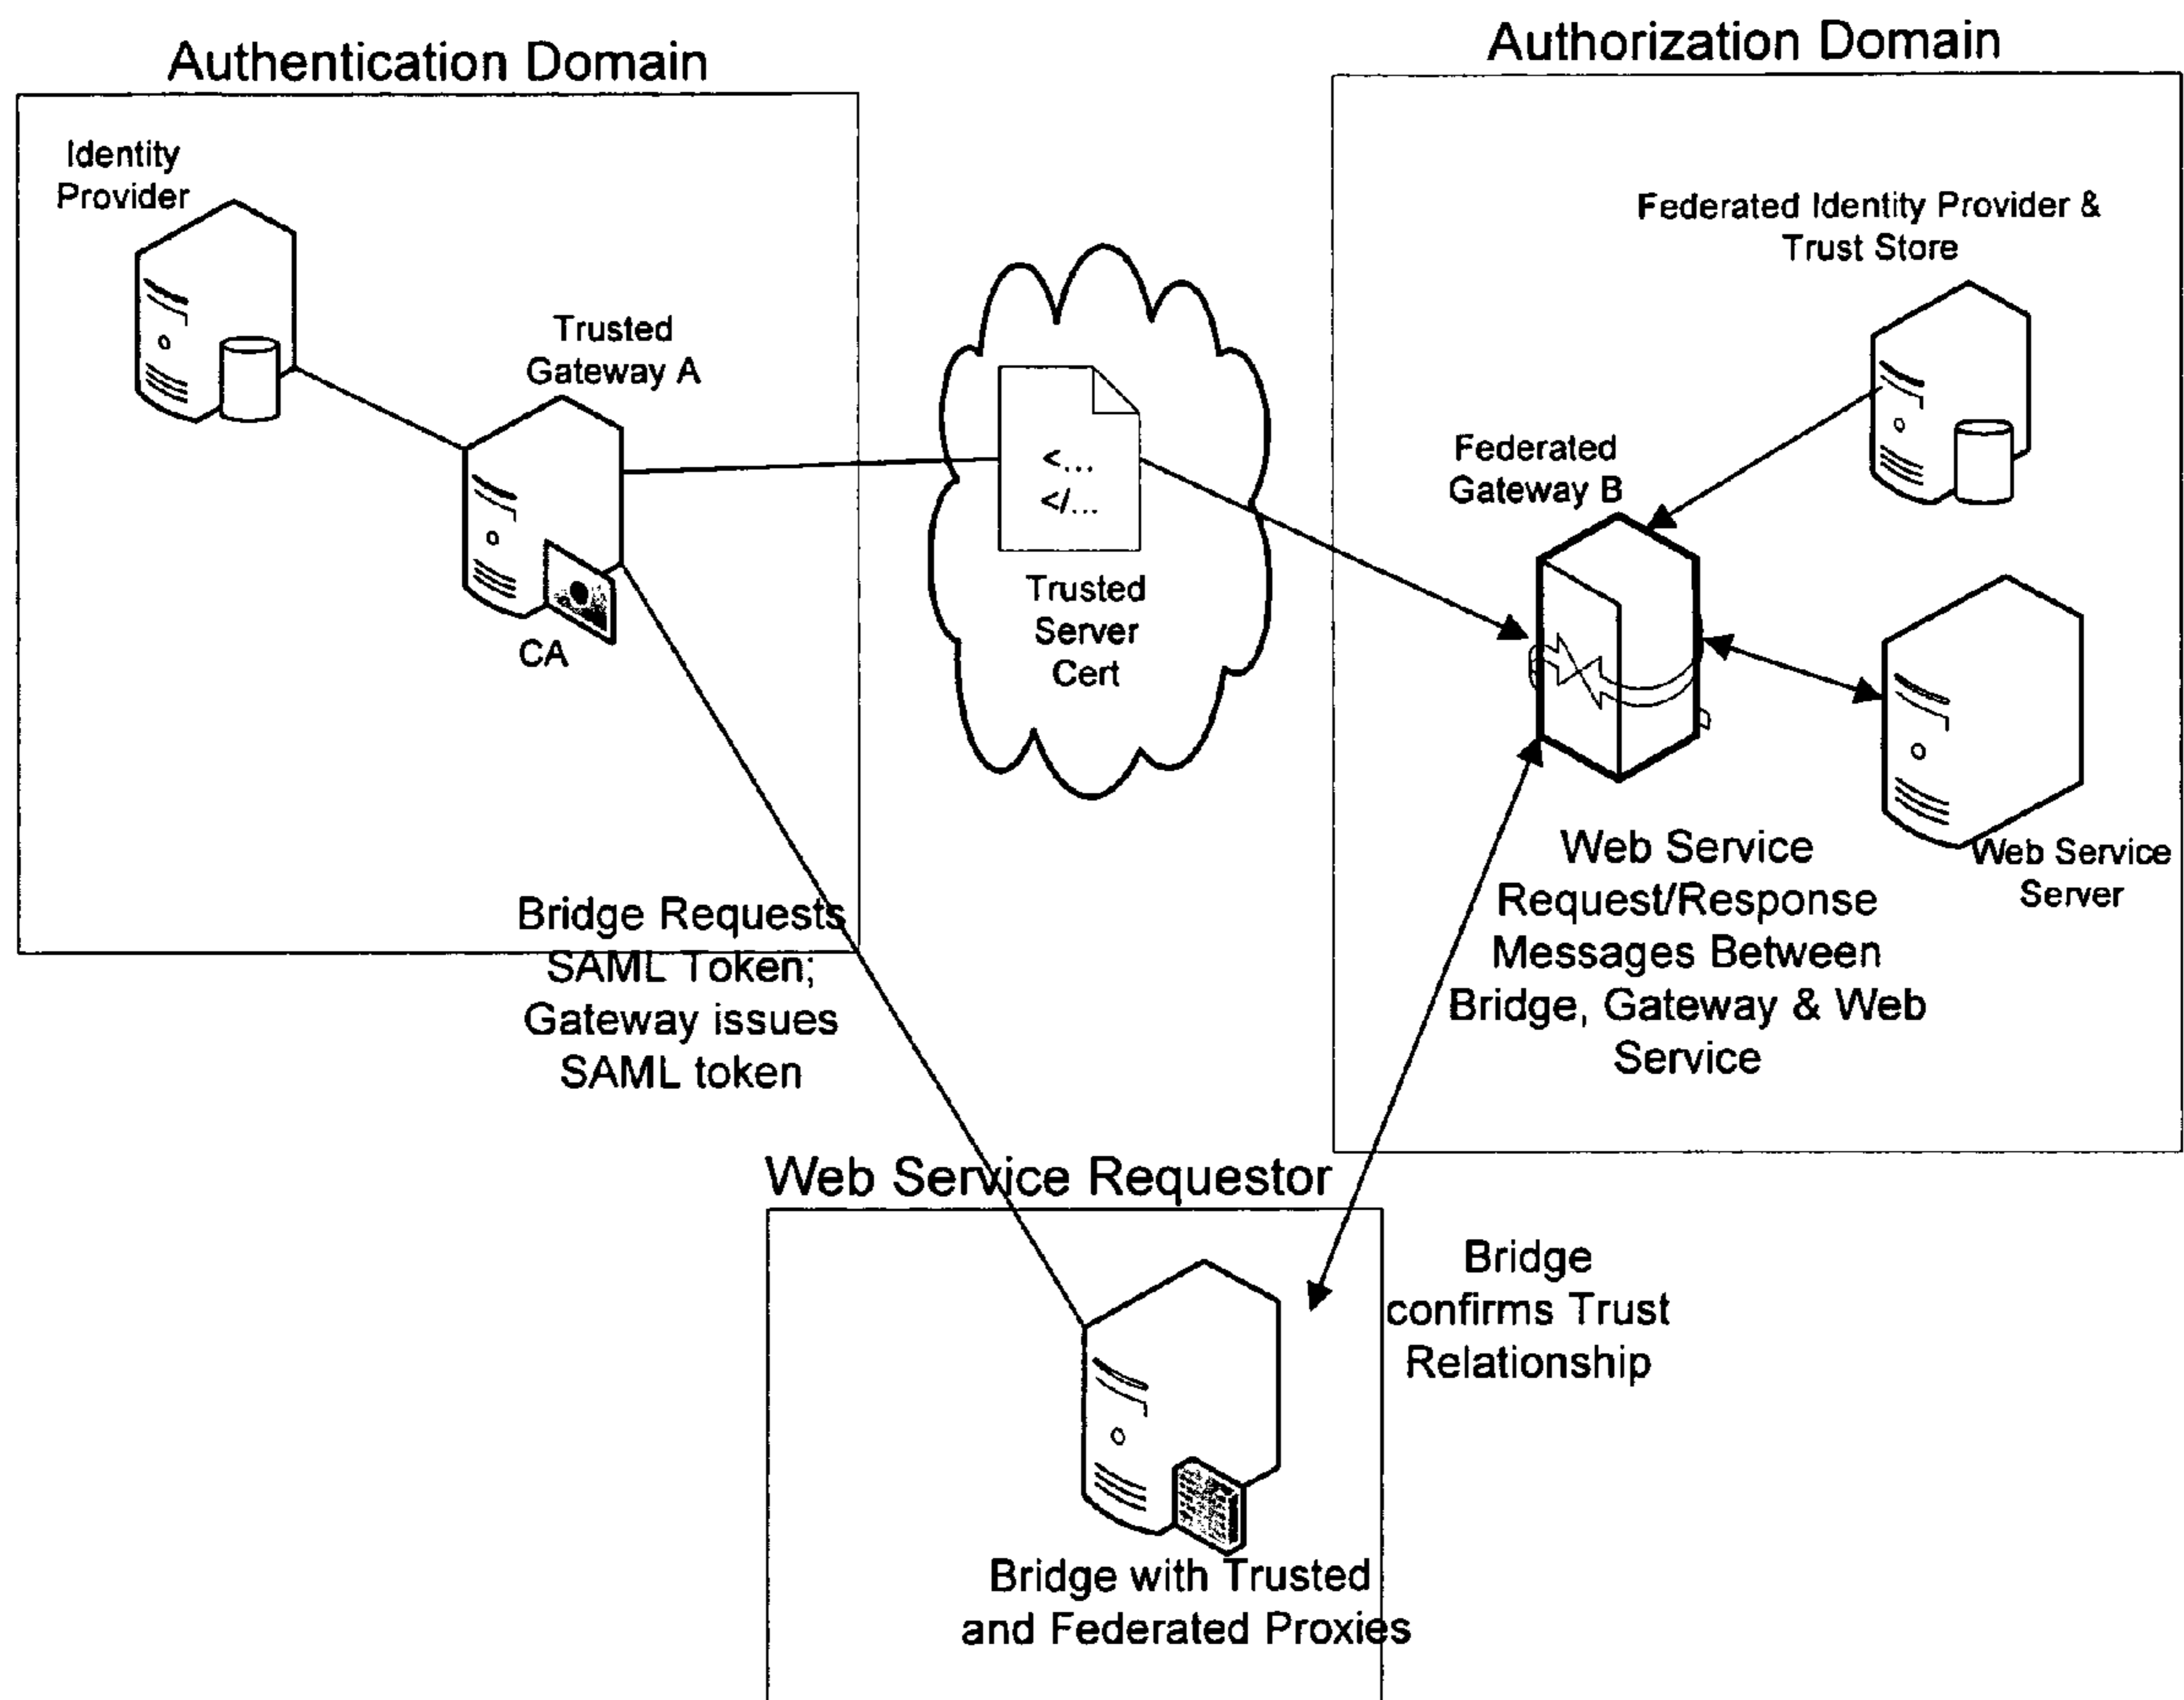 Authentication Domain
Identity
Provider
Trusted
Gateway A
CA
Bridge Requests
SAML Token;
Gateway issues
SAML token
<...
</...
Trusted
Server
Cert
Authorization Domain
Federated Identity Provider &
Trust Store
Federated
Gateway B
Web Service
Server
Web Service
Request/Response
Messages Between
Bridge, Gateway & Web
Service
Web Service Requestor
Bridge
confirms Trust
Relationship
Bridge with Trusted
and Federated Proxies